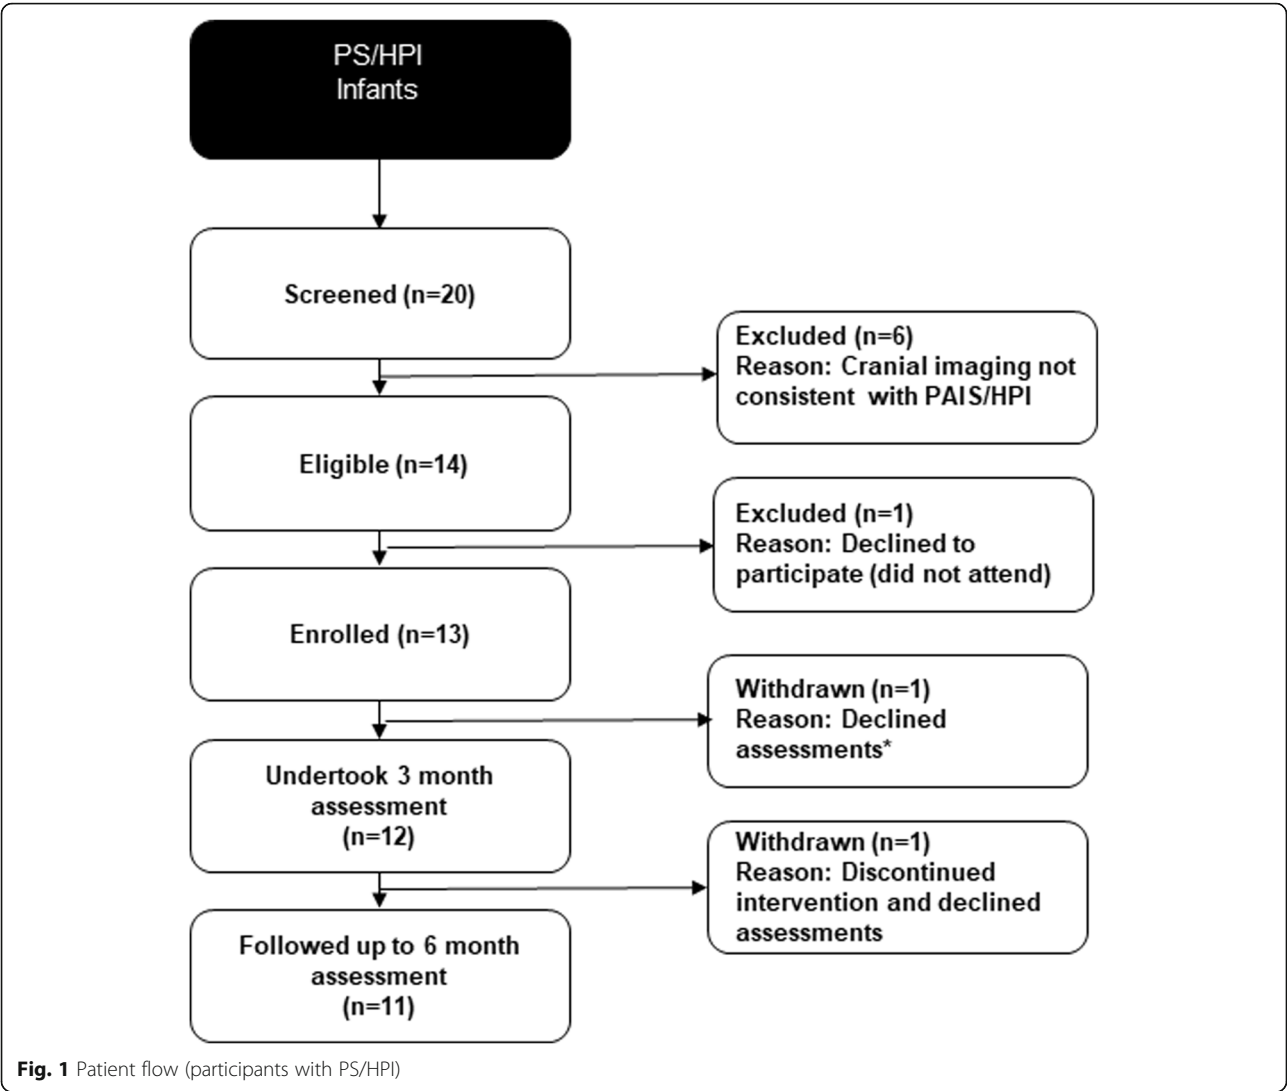 PS/HPI
Infants
Screened (n=20)
Excluded (n=6)
Reason: Cranial imaging not
consistent with PAIS/HPI
Eligible (n=14)
Excluded (n=1)
Reason: Declined to
participate (did not attend)
Enrolled (n=13)
Withdrawn (n=1)
Reason: Declined
assessments*
Undertook 3 month
assessment
(n=12)
Withdrawn (n=1)
Reason: Discontinued
intervention and declined
assessments
Followed up to 6 month
assessment
(n=11)
Fig. 1 Patient flow (participants with PS/HPI)